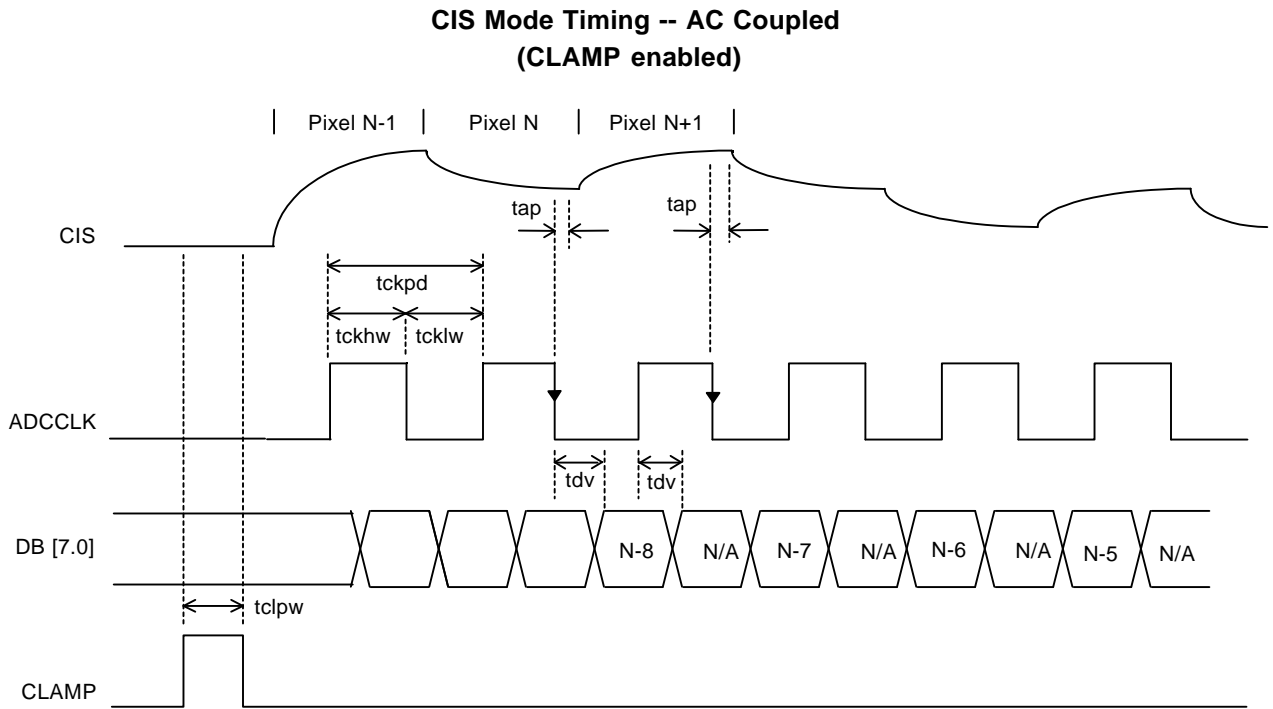 CIS Mode Timing -- AC Coupled
(CLAMP enabled)
| Pixel N-1 | Pixel N | Pixel N+1 |
CIS
tap
tap
tckpd
tckhw
tcklw
ADCCLK
tdv
tdv
DB [7.0]
N-8 N/A N-7 N/A N-6 N/A N-5 N/A
tclpw
CLAMP